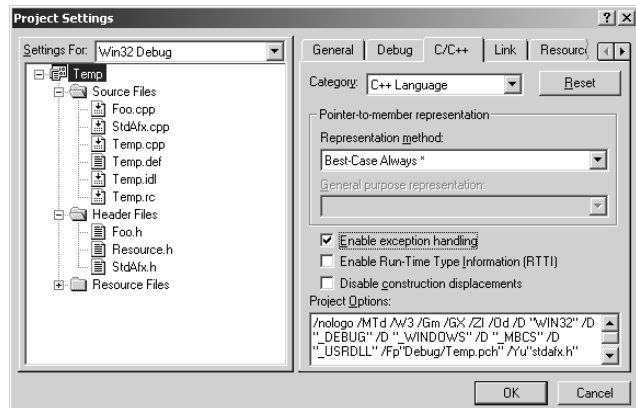 Project Settings
Settings For: Win32 Debug
Temp
Source Files
Foo.cpp
StdAfx.cpp
Temp.cpp
Temp.def
Temp.idl
Temp.rc
Header Files
Foo.h
Resource.h
StdAfx.h
Resource Files
General Debug C/C++ Link
Category: C++ Language Reset
Pointer-to-member representation
Representation method:
Best-Case Always *
General purpose representation:
Enable exception handling
Enable Run-Time Type Information (RTTI)
Disable construction displacements
Project Options:
/nologo /MTd /W3 /Gm /GX /ZI /Od /D "WIN32" /D
"_DEBUG" /D "_WINDOWS" /D "_MBCS" /D
"_USRDLL" /Fp"Debug/Temp.pch" /Yu"stdafx.h"
OK Cancel